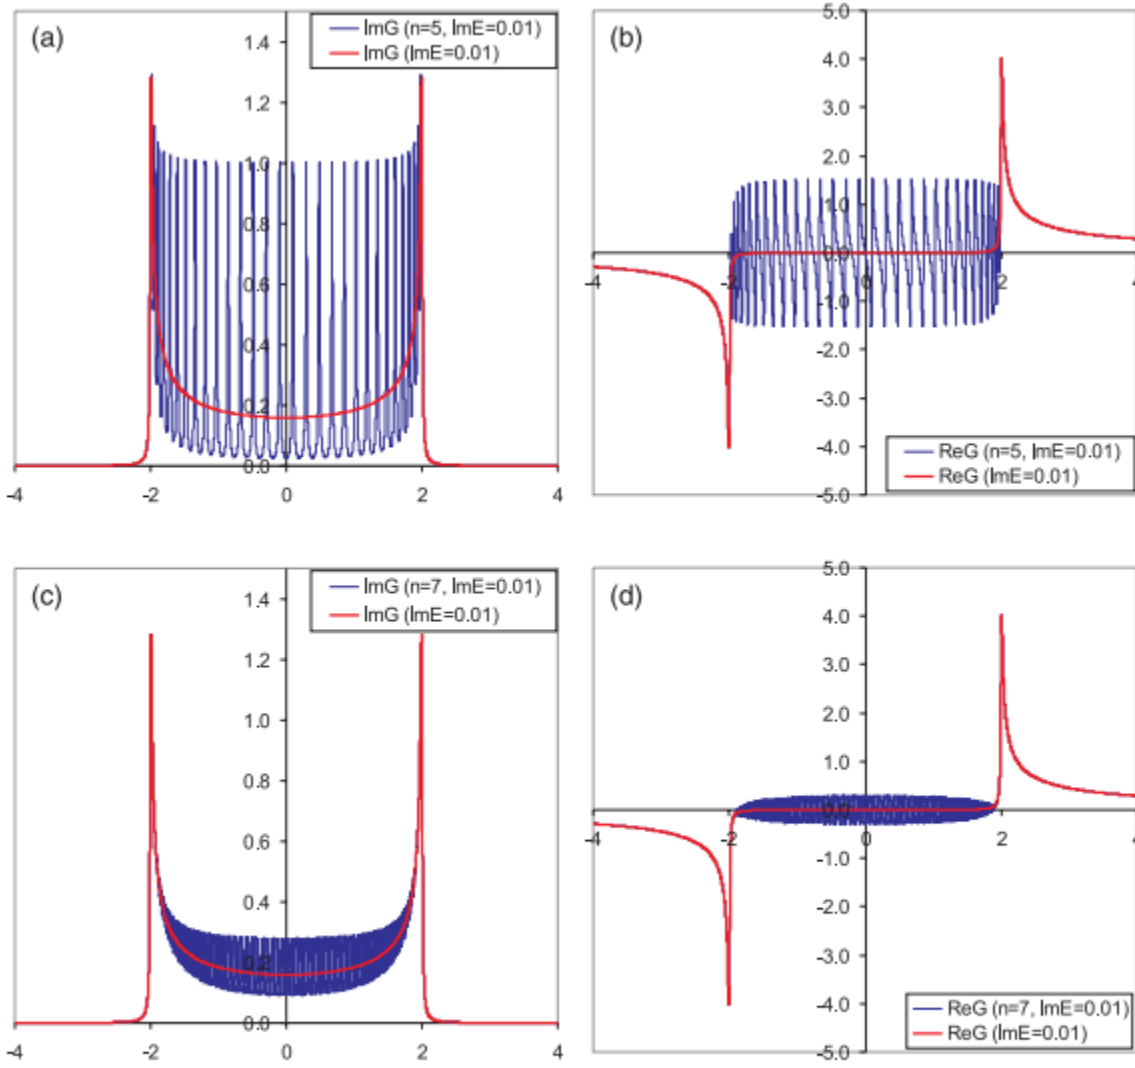 (a)
ImG (n=5, ImE=0.01)
ImG (ImE=0.01)
1.4
1.2
1.0
0.8
0.6
0.4
0.2
0.0
-4 -2 0 2 4
(b)
5.0
4.0
3.0
2.0
1.0
0.0
-4 -2 0 2 4
-1.0
-2.0
-3.0
-4.0
-5.0
ReG (n=5, ImE=0.01)
ReG (ImE=0.01)
(c)
ImG (n=7, ImE=0.01)
ImG (ImE=0.01)
1.4
1.2
1.0
0.8
0.6
0.4
0.2
0.0
-4 -2 0 2 4
(d)
5.0
4.0
3.0
2.0
1.0
0.0
-4 -2 0 2 4
-1.0
-2.0
-3.0
-4.0
-5.0
ReG (n=7, ImE=0.01)
ReG (ImE=0.01)